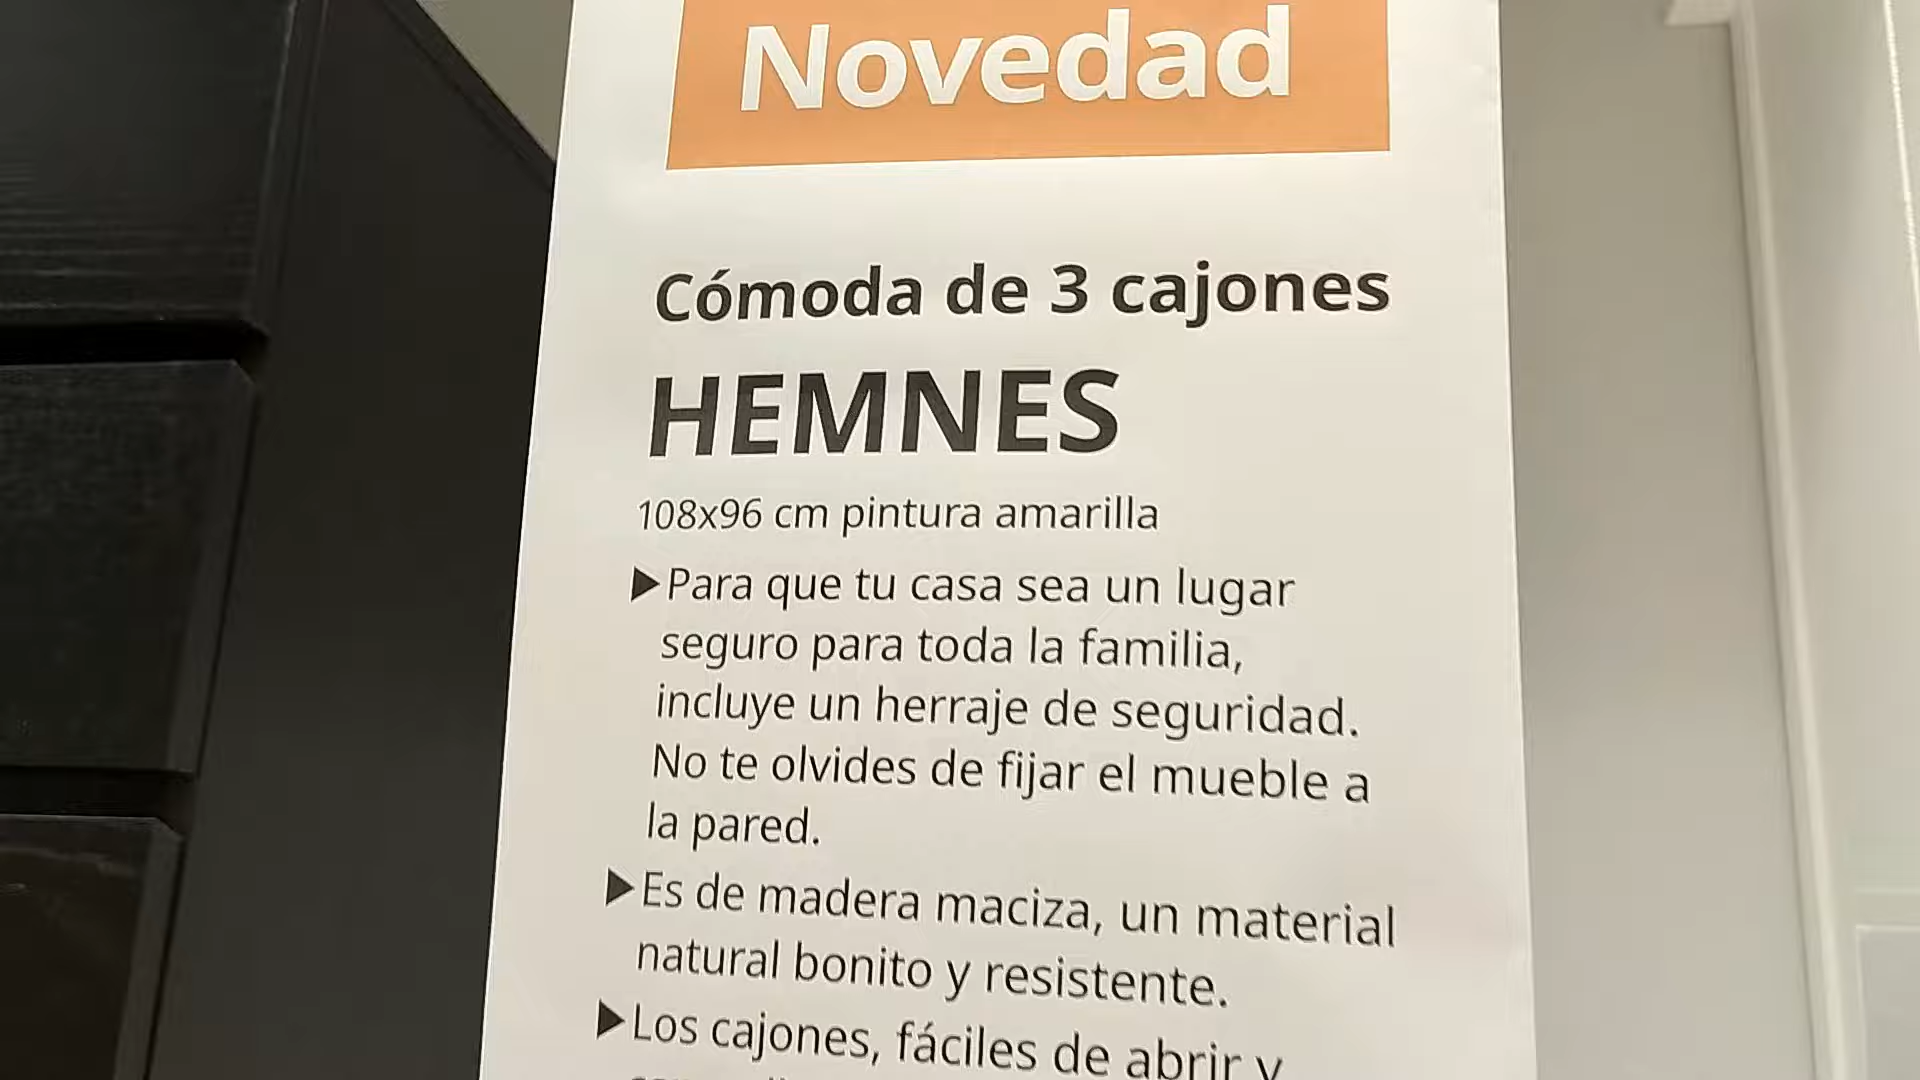 Novedad
Cómoda de 3 cajones
HEMNES
108x96 cm pintura amarilla
▶Para que tu casa sea un lugar
seguro para toda la familia,
incluye un herraje de seguridad.
No te olvides de fijar el mueble a
la pared.
▶Es de madera maciza, un material
natural bonito y resistente.
▶Los cajones, fáciles de abrir y